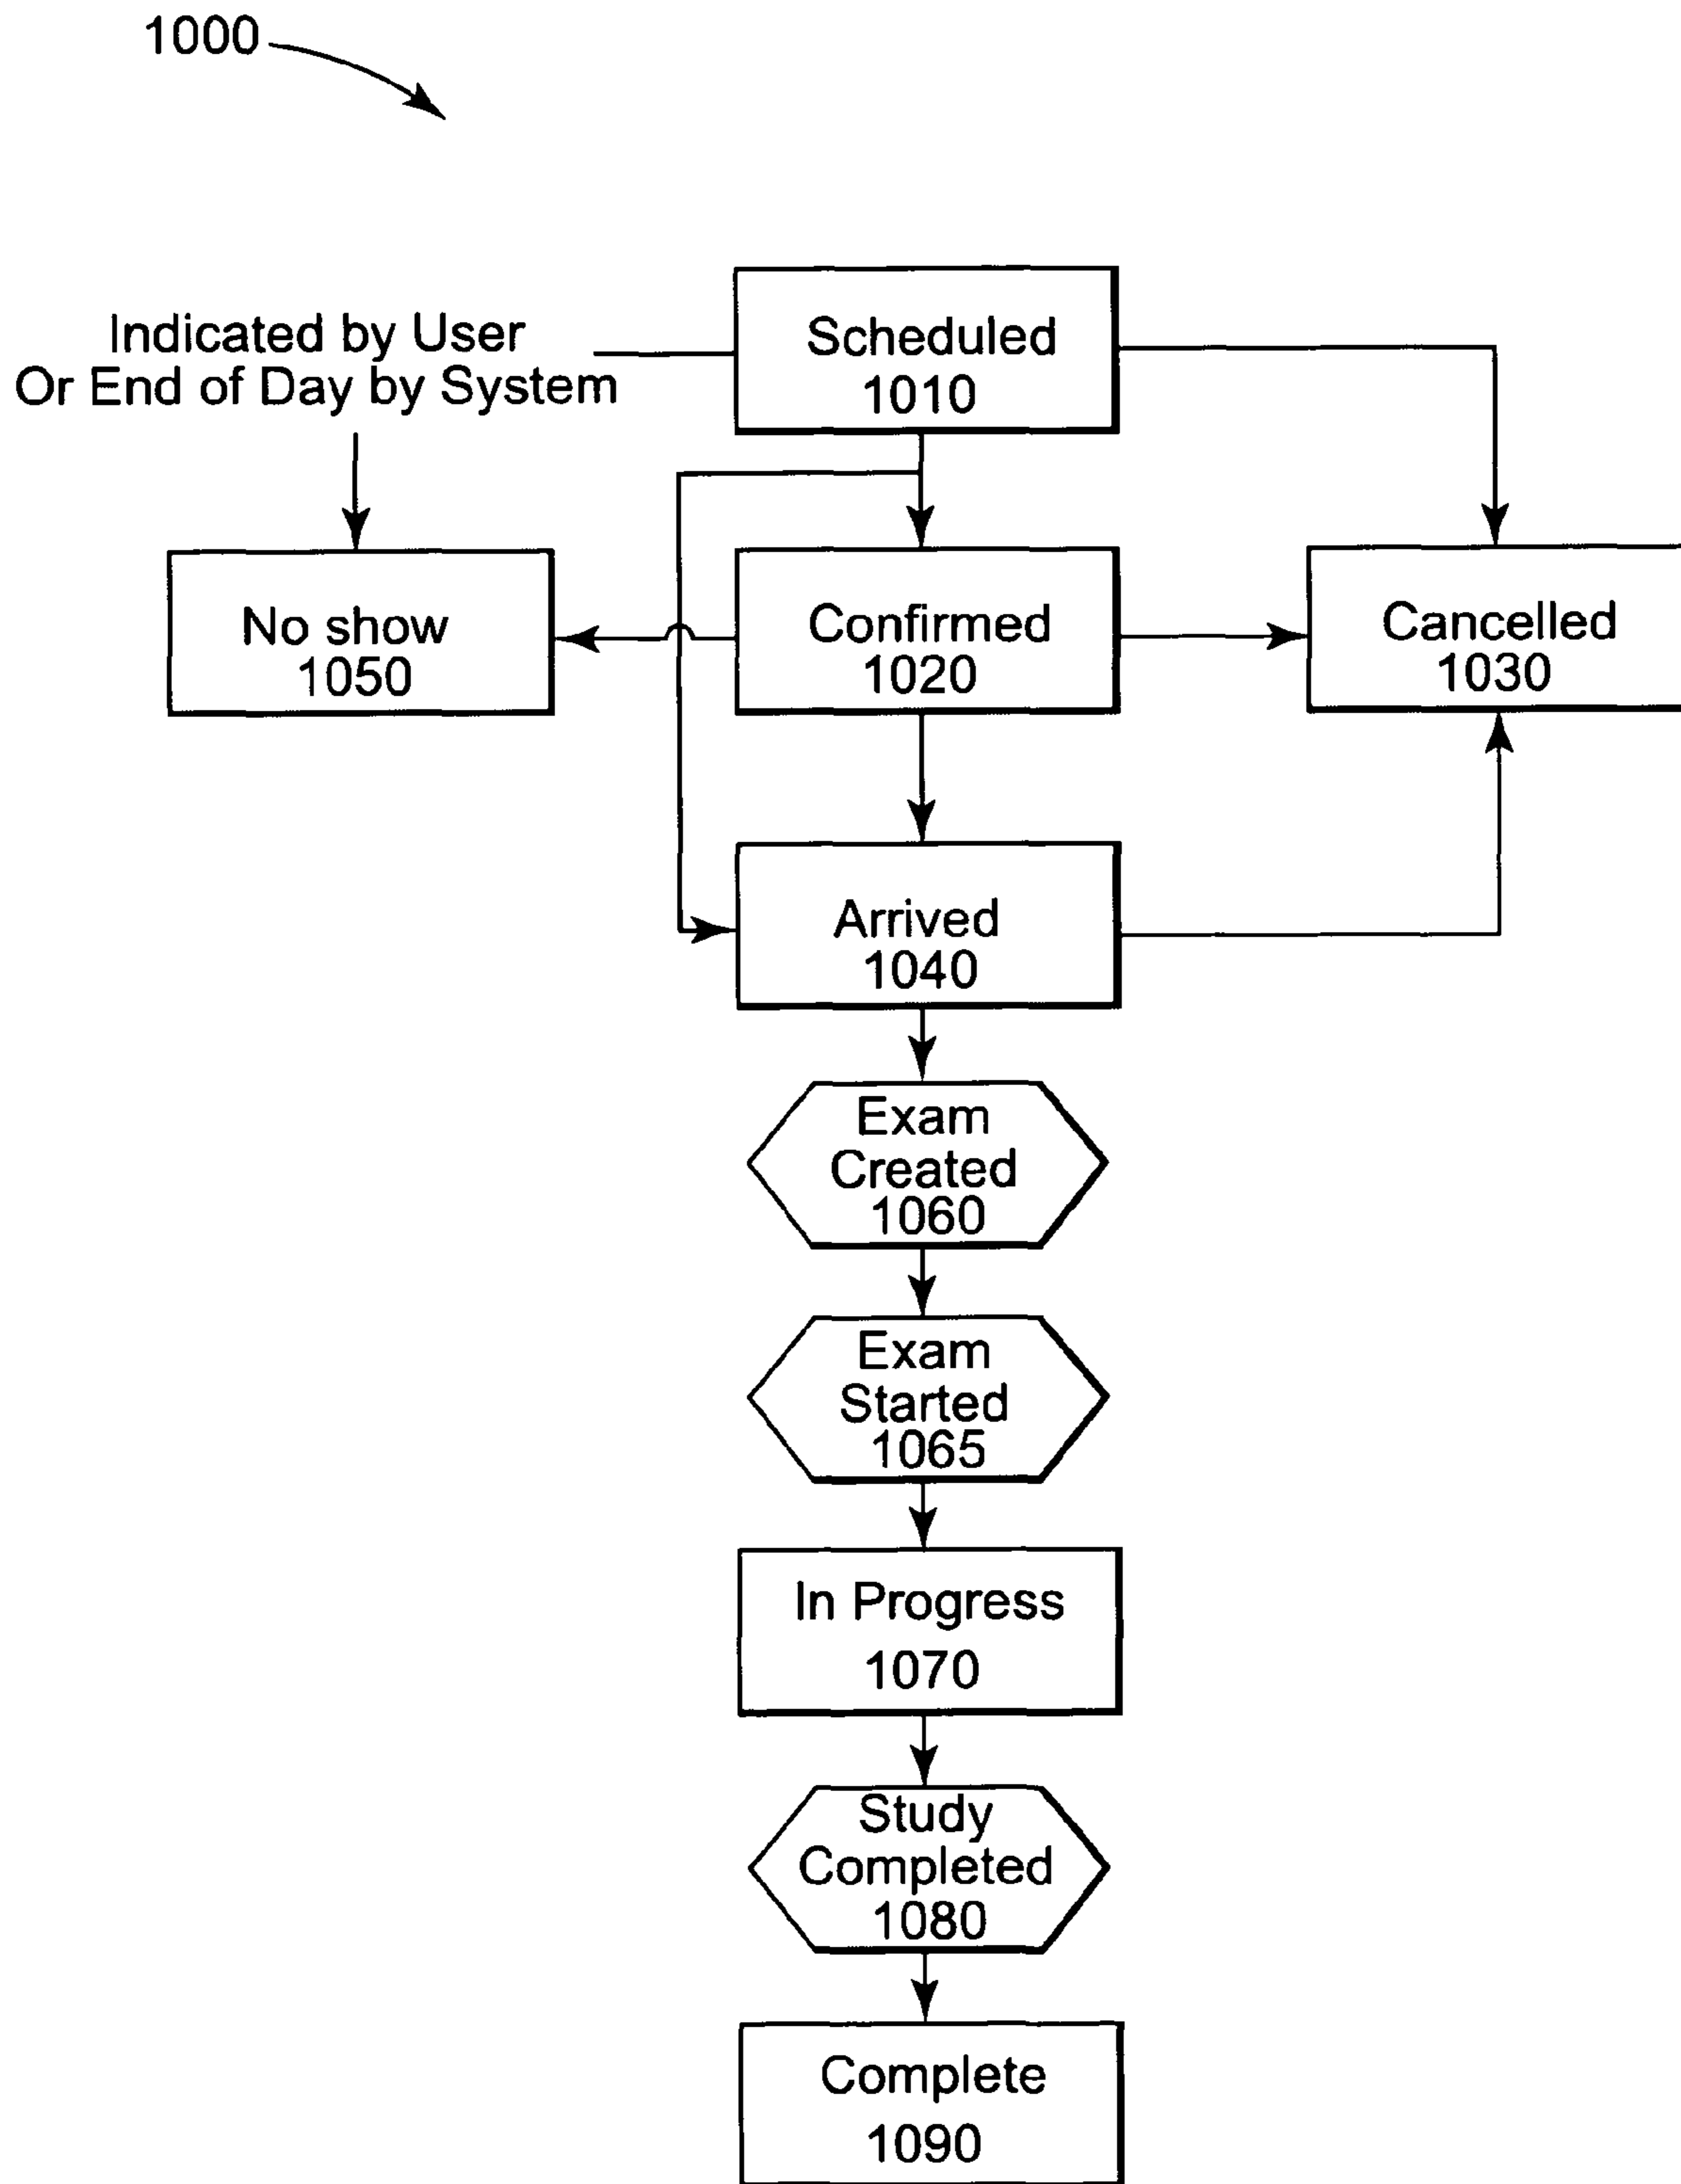 1000
Indicated by User
Or End of Day by System
Scheduled
1010
No show
1050
Confirmed
1020
Cancelled
1030
Arrived
1040
Exam
Created
1060
Exam
Started
1065
In Progress
1070
Study
Completed
1080
Complete
1090